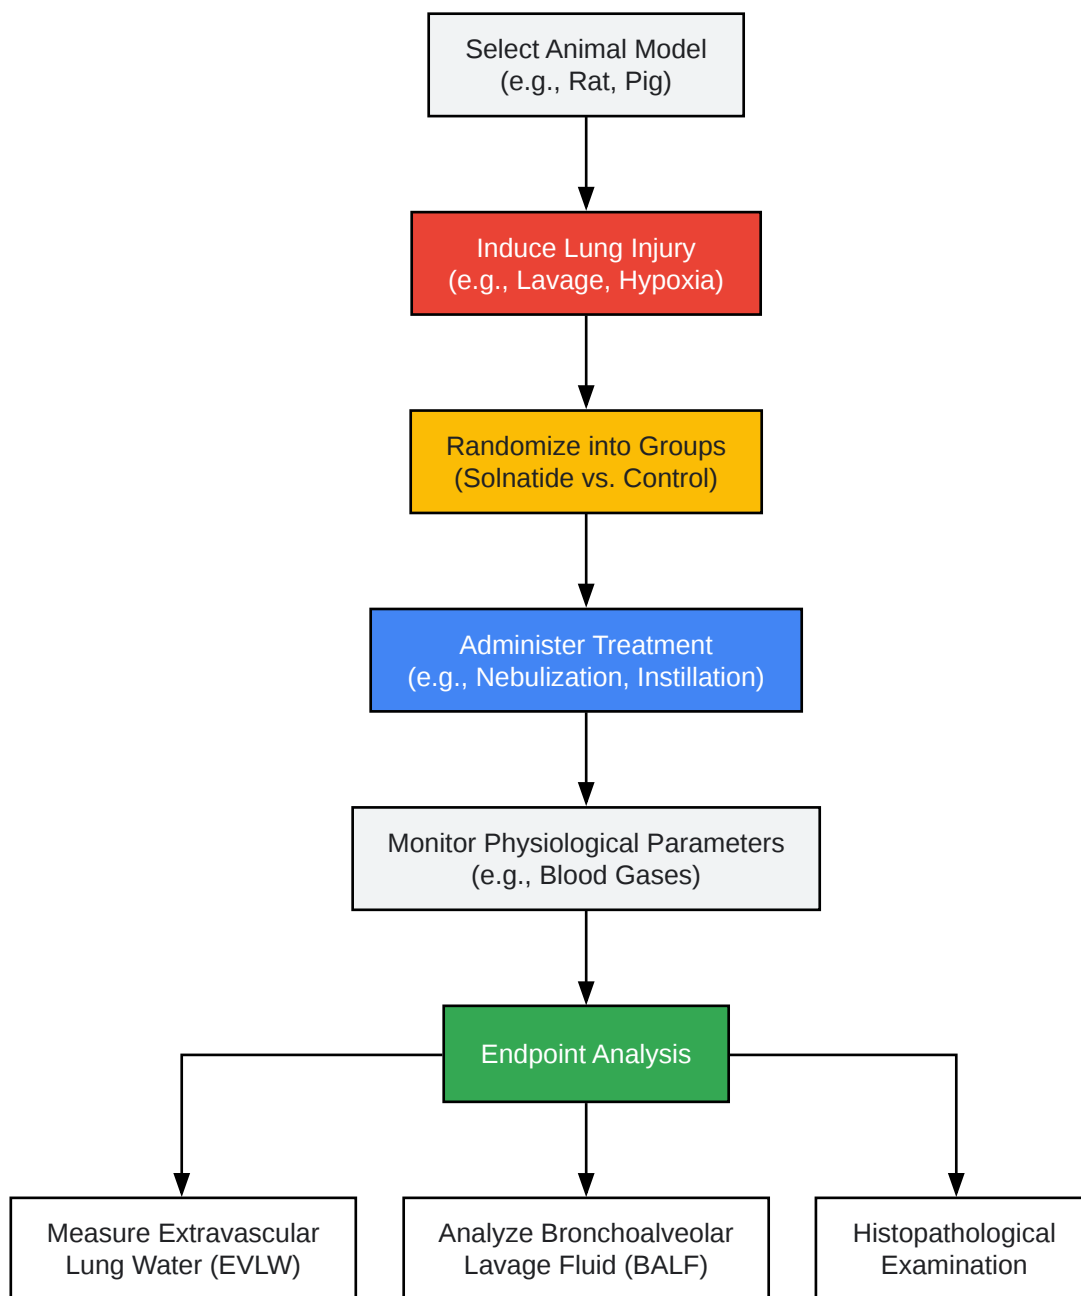 Select Animal Model
(e.g., Rat, Pig)
Induce Lung Injury
(e.g., Lavage, Hypoxia)
Randomize into Groups
(Solnatide vs. Control)
Administer Treatment
(e.g., Nebulization, Instillation)
Monitor Physiological Parameters
(e.g., Blood Gases)
Endpoint Analysis
Measure Extravascular
Lung Water (EVLW)
Analyze Bronchoalveolar
Lavage Fluid (BALF)
Histopathological
Examination